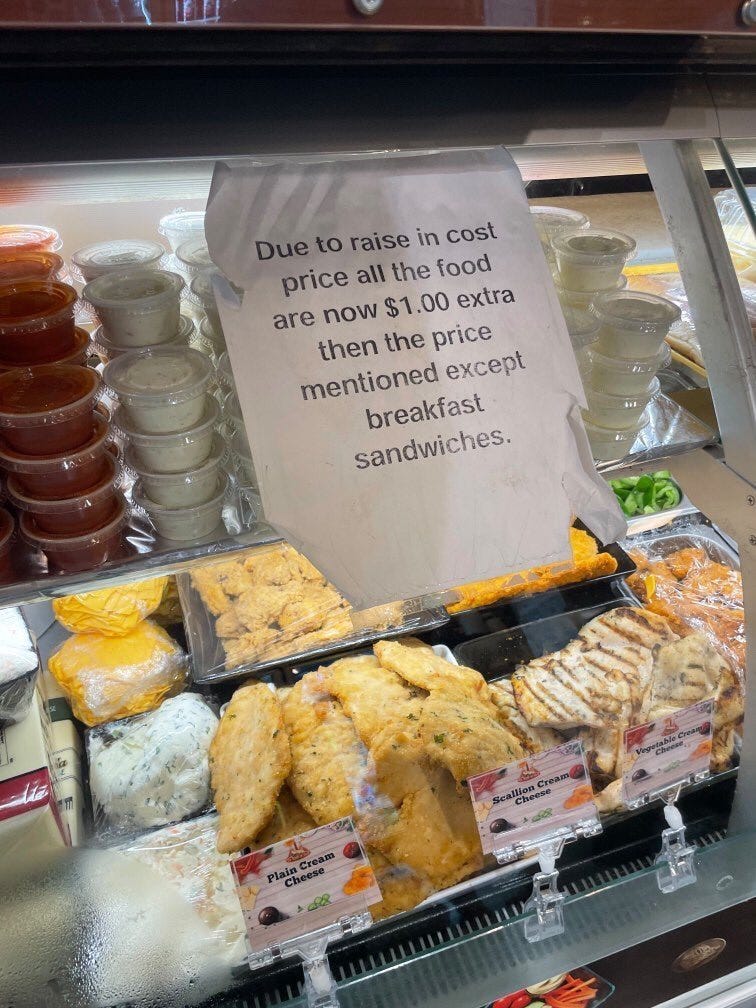 Due to raise in cost
price all the food
are now $1.00 extra
then the price
mentioned except
breakfast
sandwiches.
Plain Cream
Cheese
Scallion Cream
Cheese
Vegetable Cream
Cheese